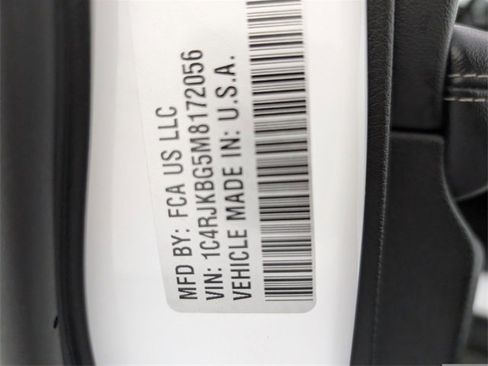 MFD BY: FCA US LLC
VIN: 1C4RJKBG5M8172056
VEHICLE MADE IN: U.S.A.